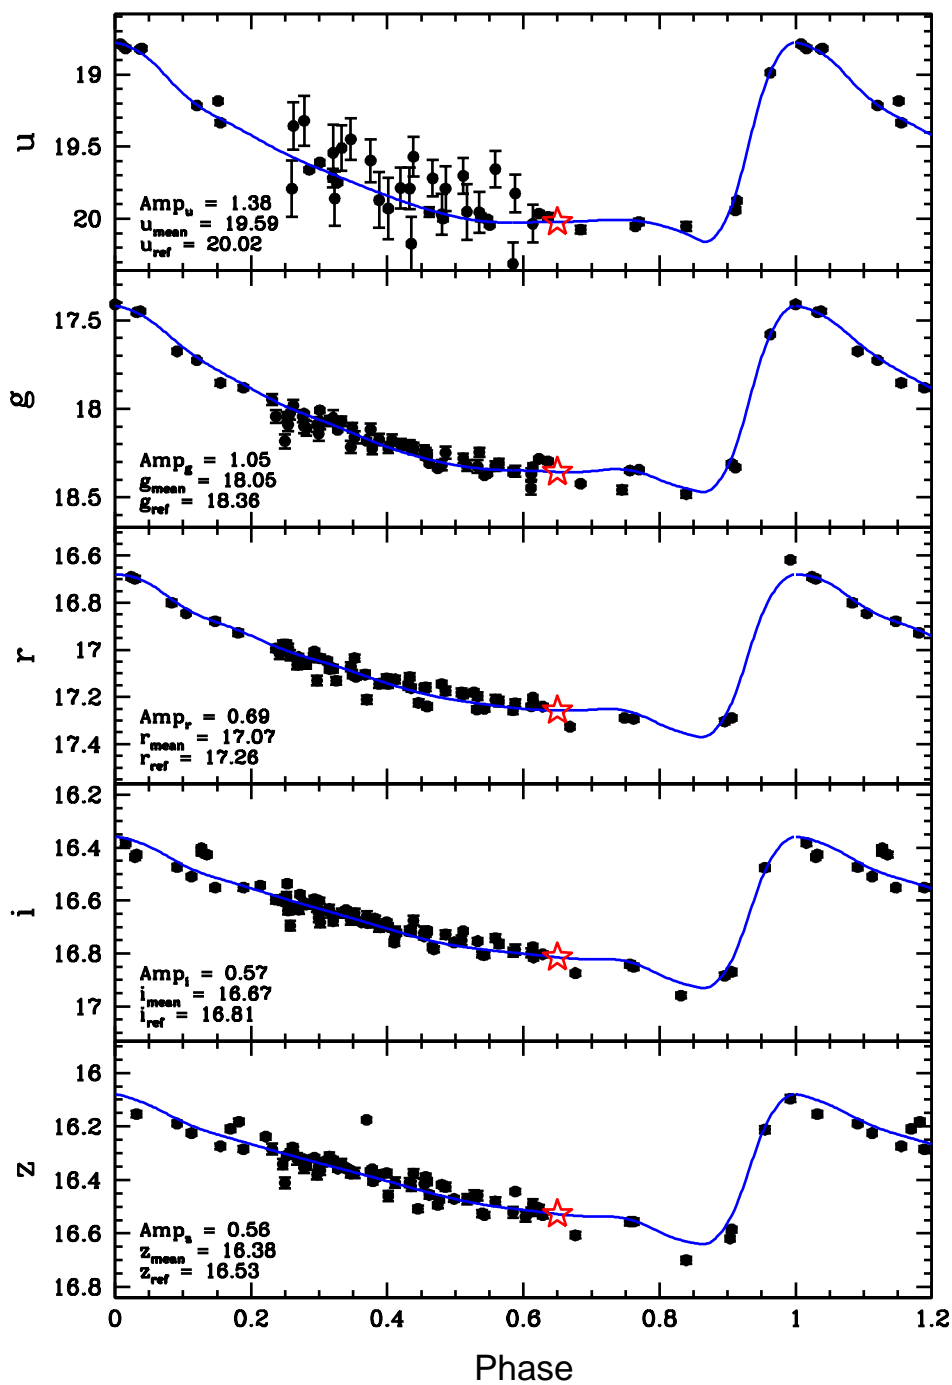 19
19.5
20
u
Amp_u = 1.38
u_mean = 19.59
u_ref = 20.02
17.5
18
18.5
g
Amp_g = 1.05
g_mean = 18.05
g_ref = 18.36
16.6
16.8
17
17.2
17.4
r
Amp_r = 0.69
r_mean = 17.07
r_ref = 17.26
16.2
16.4
16.6
16.8
17
i
Amp_i = 0.57
i_mean = 16.67
i_ref = 16.81
16
16.2
16.4
16.6
16.8
z
Amp_z = 0.56
z_mean = 16.38
z_ref = 16.53
0 0.2 0.4 0.6 0.8 1 1.2
Phase